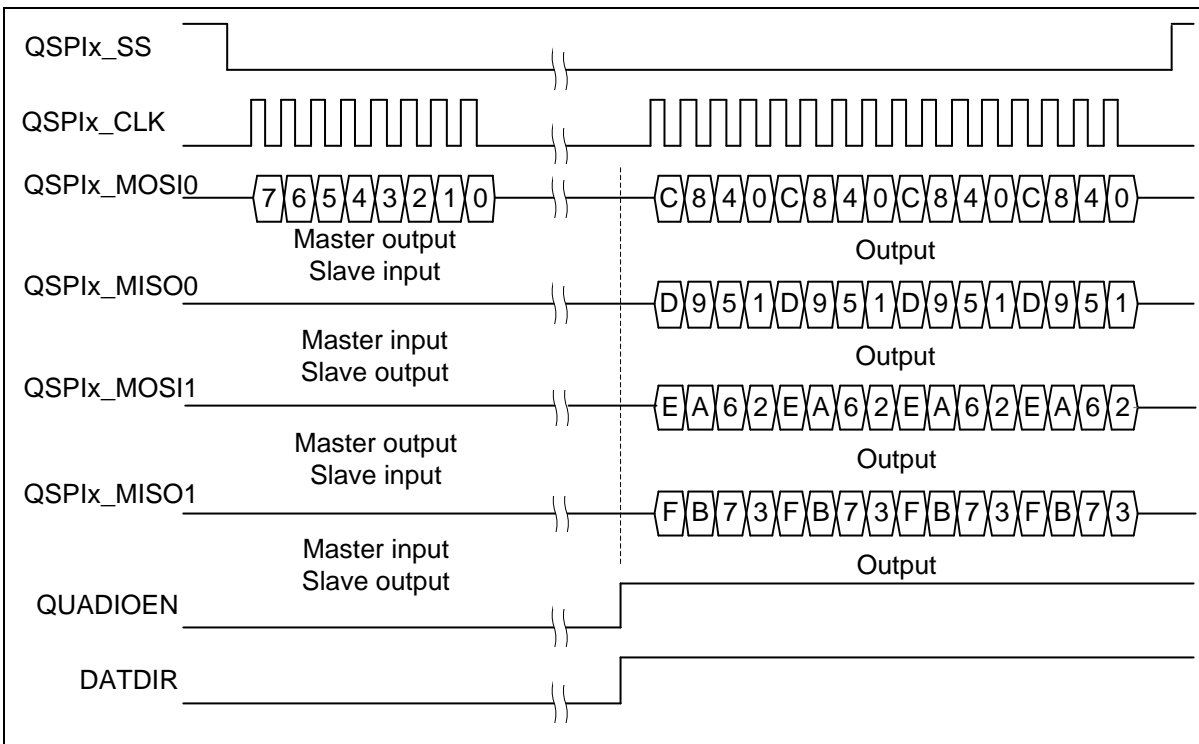 QSPIx_SS
QSPIx_CLK
QSPIx_MOSI0 7 6 5 4 3 2 1 0 C 8 4 0 C 8 4 0 C 8 4 0 C 8 4 0
Master output
Slave input
Output
QSPIx_MISO0 D 9 5 1 D 9 5 1 D 9 5 1 D 9 5 1
Master input
Slave output
Output
QSPIx_MOSI1 E A 6 2 E A 6 2 E A 6 2 E A 6 2
Master output
Slave input
Output
QSPIx_MISO1 F B 7 3 F B 7 3 F B 7 3 F B 7 3
Master input
Slave output
Output
QUADIOEN
DATDIR